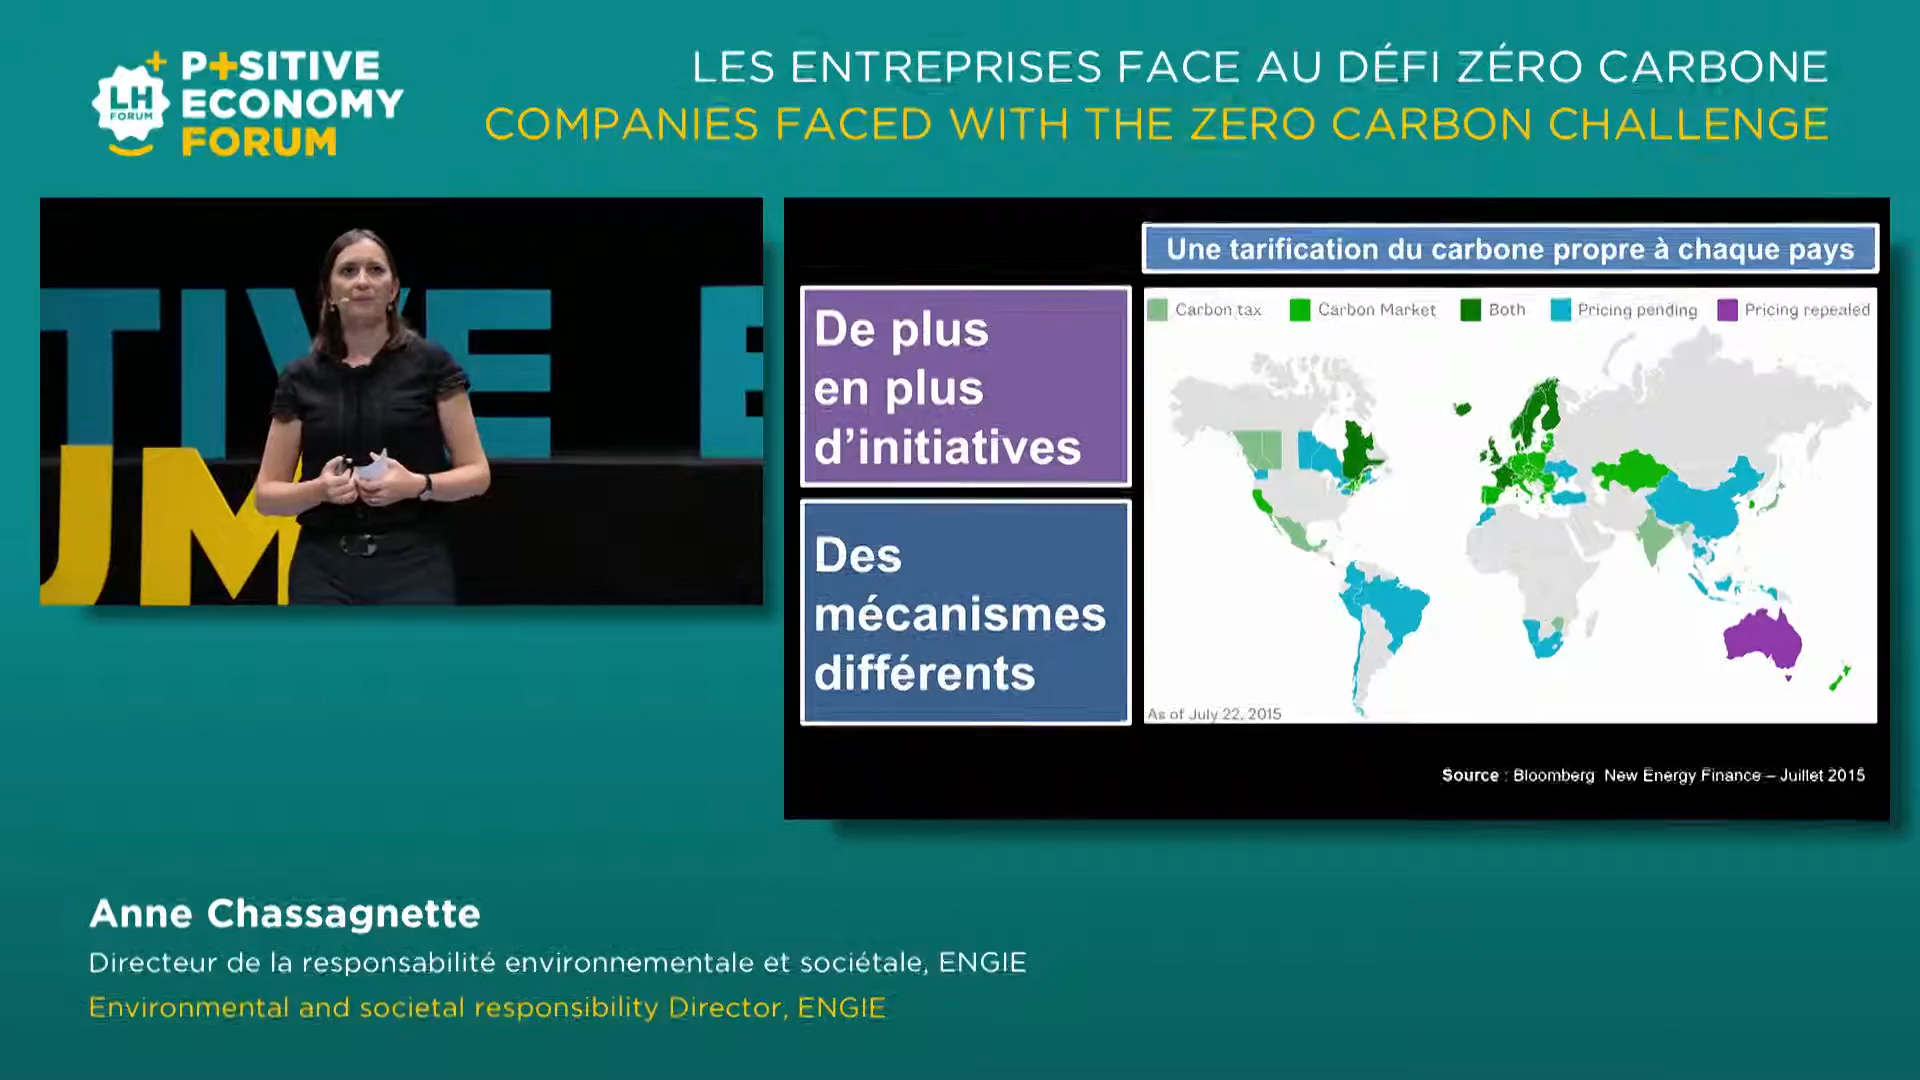 LH
FORUM
P+SITIVE
ECONOMY
FORUM
LES ENTREPRISES FACE AU DÉFI ZÉRO CARBONE
COMPANIES FACED WITH THE ZERO CARBON CHALLENGE
TIVE E
UM
Une tarification du carbone propre à chaque pays
De plus
en plus
d’initiatives
Des
mécanismes
différents
Carbon tax Carbon Market Both Pricing pending Pricing repealed
As of July 22, 2015
Source : Bloomberg New Energy Finance – Juillet 2015
Anne Chassagnette
Directeur de la responsabilité environnementale et sociétale, ENGIE
Environmental and societal responsibility Director, ENGIE